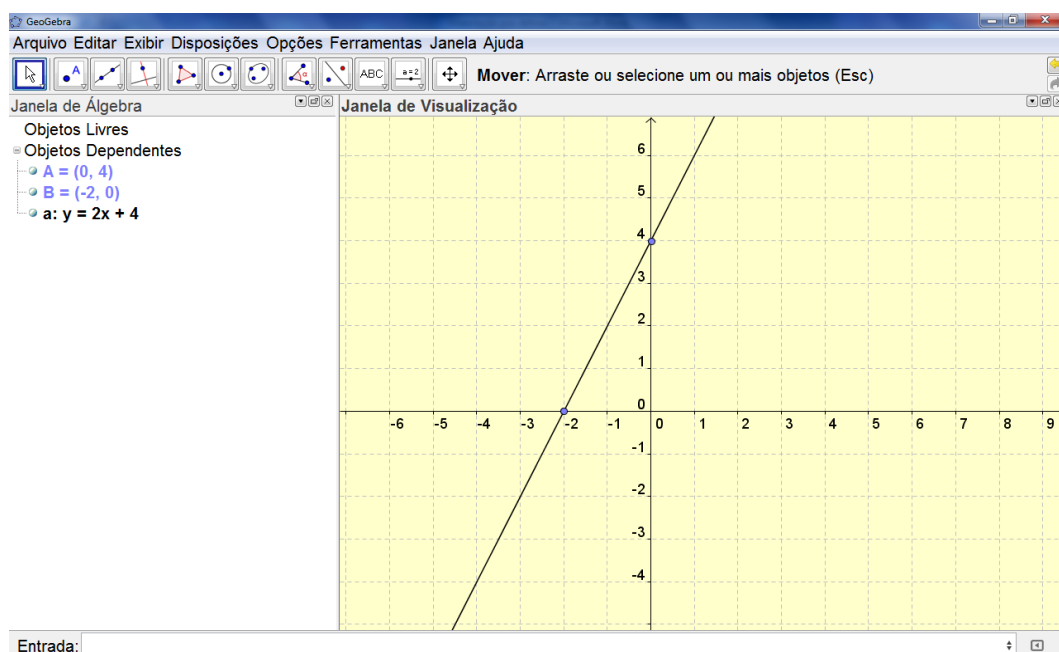 GeoGebra
Arquivo Editar Exibir Disposições Opções Ferramentas Janela Ajuda
A ABC a=2 Mover: Arraste ou selecione um ou mais objetos (Esc)
Janela de Álgebra
Janela de Visualização
Objetos Livres
Objetos Dependentes
A = (0, 4)
B = (-2, 0)
a: y = 2x + 4
6
5
4
3
2
1
0
-6 -5 -4 -3 -2 -1 0 1 2 3 4 5 6 7 8 9
-1
-2
-3
-4
Entrada: